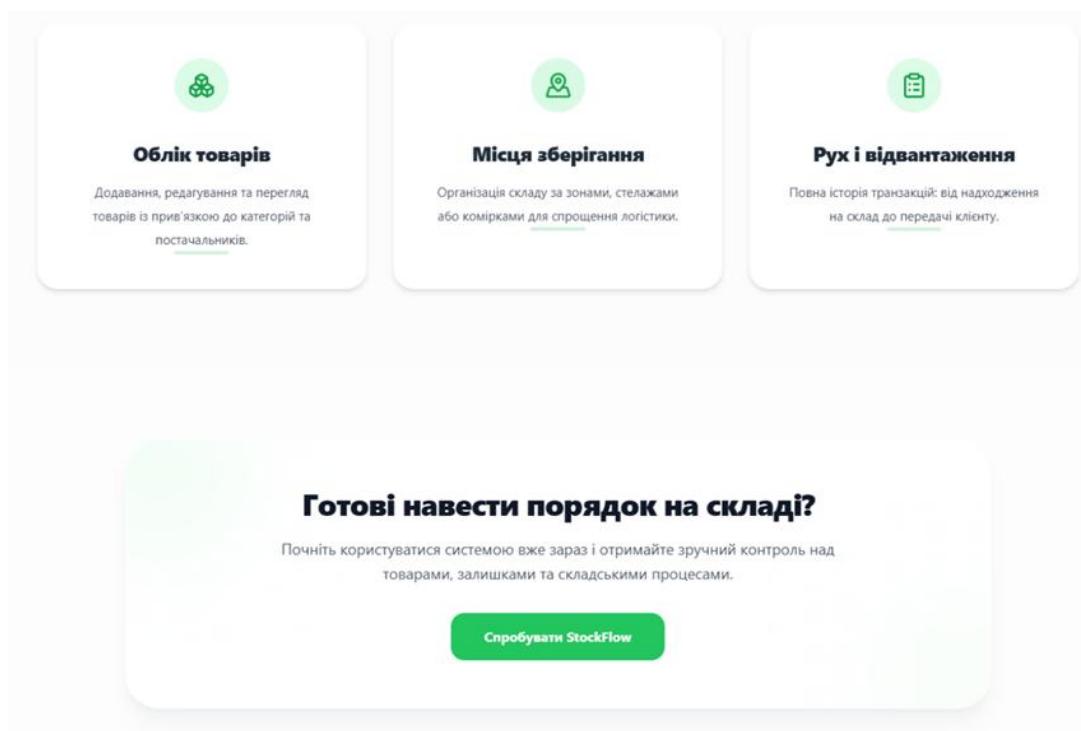 Облік товарів
Додавання, редагування та перегляд
товарів із прив'язкою до категорій та
постачальників.
Місця зберігання
Організація складу за зонами, стелажами
або комірками для спрощення логістики.
Рух і відвантаження
Повна історія транзакцій: від надходження
на склад до передачі клієнту.
Готові навести порядок на складі?
Почніть користуватися системою вже зараз і отримайте зручний контроль над
товарами, залишками та складськими процесами.
Спробувати StockFlow